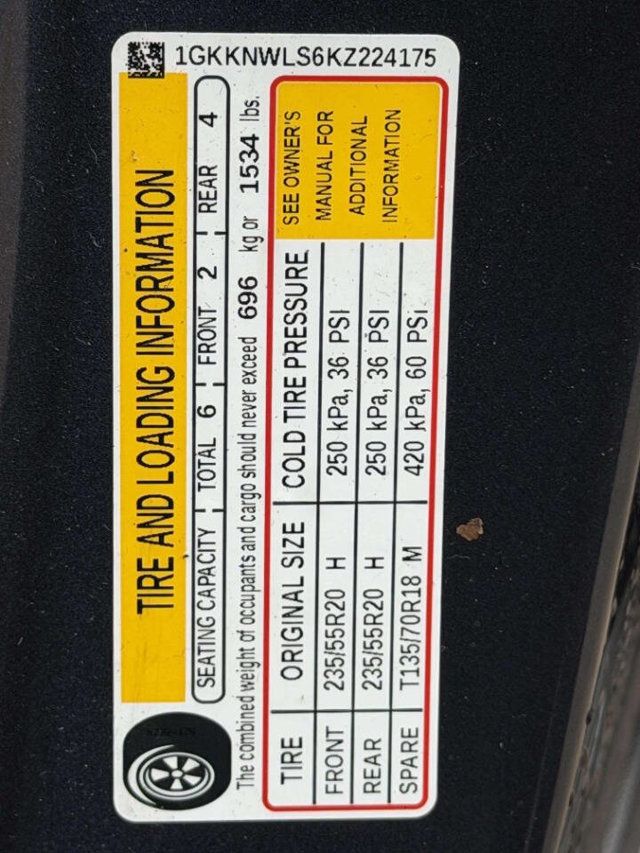 1GKKNWLS6KZ224175
TIRE AND LOADING INFORMATION
SEATING CAPACITY TOTAL 6 FRONT 2 REAR 4
The combined weight of occupants and cargo should never exceed 696 kg or 1534 lbs.
TIRE ORIGINAL SIZE COLD TIRE PRESSURE
FRONT 235/55R20 H 250 kPa, 36 PSI
REAR 235/55R20 H 250 kPa, 36 PSI
SPARE T135/70R18 M 420 kPa, 60 PSi
SEE OWNER'S
MANUAL FOR
ADDITIONAL
INFORMATION